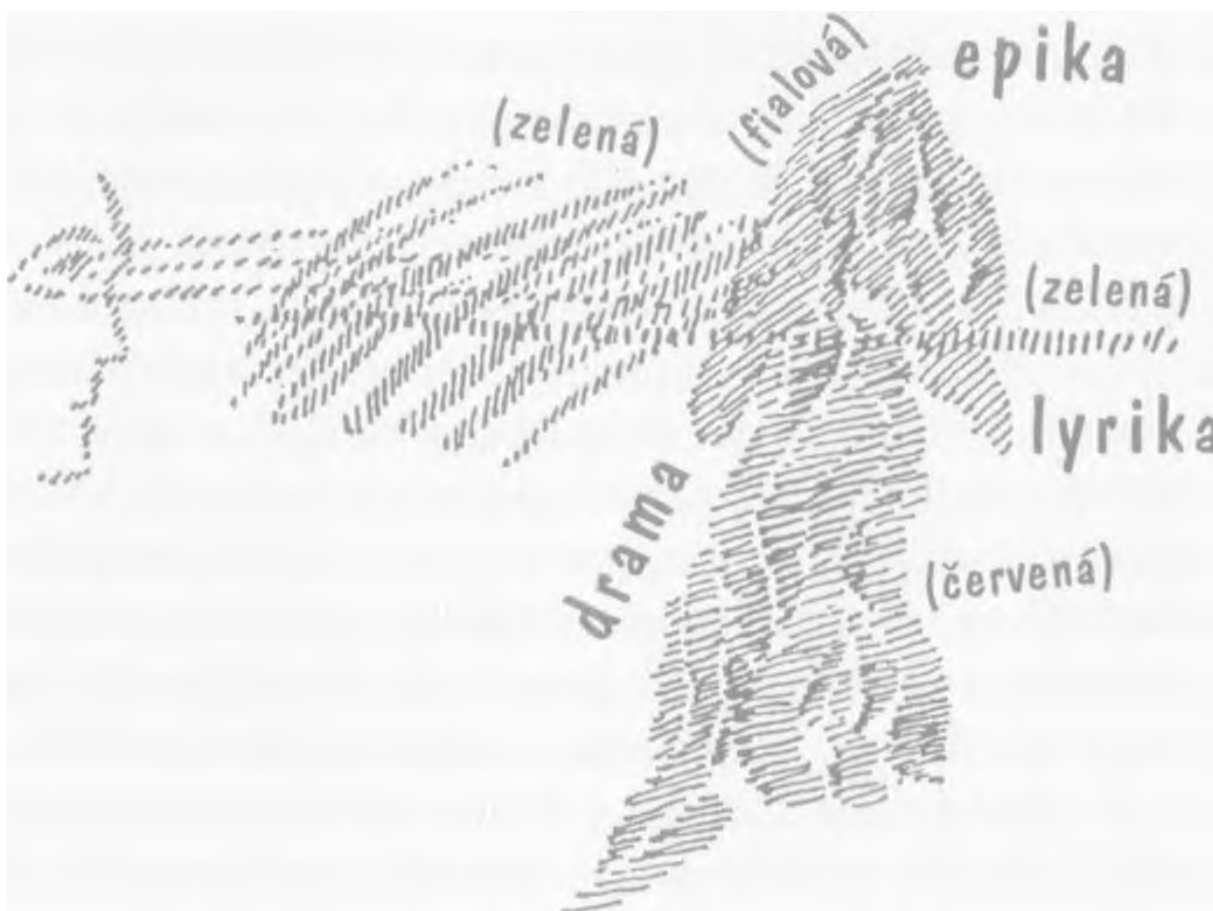 epika
(fialová)
(zelená)
(zelená)
lyrika
drama
(červená)